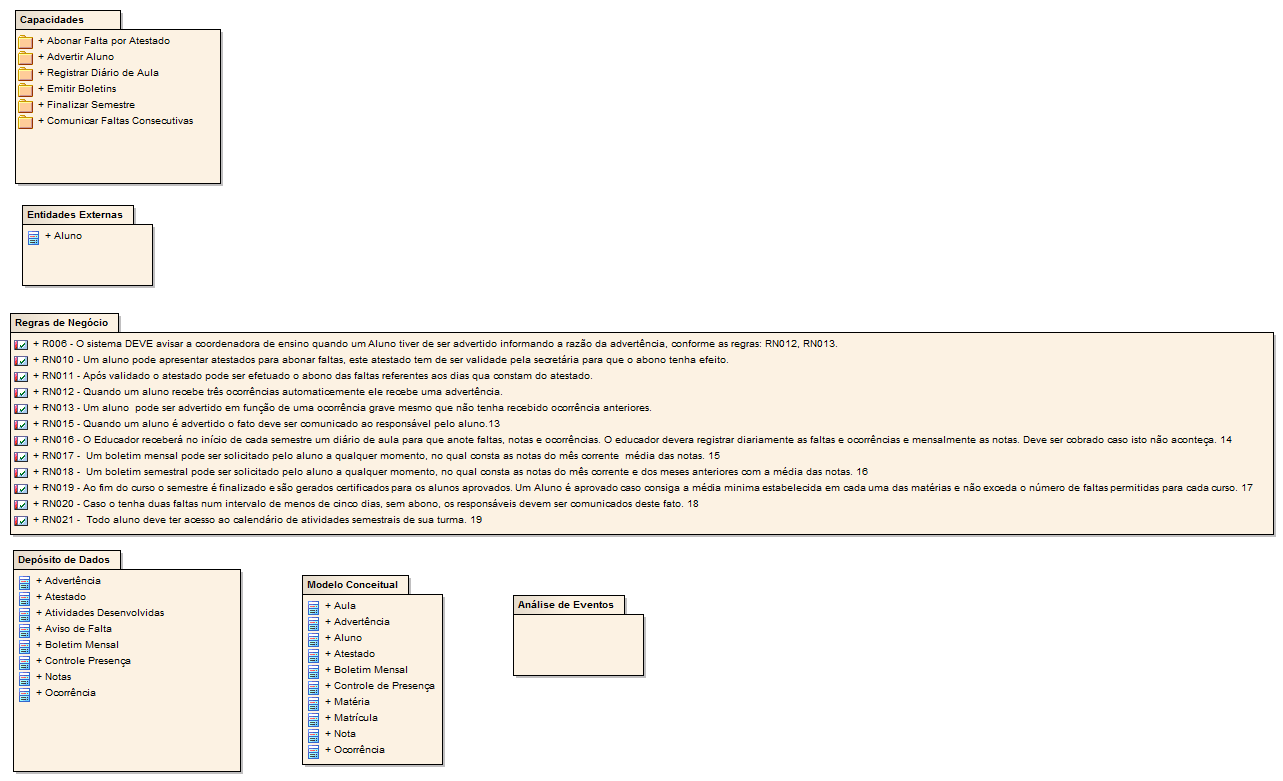 Capacidades
+ Abonar Falta por Atestado
+ Advertir Aluno
+ Registrar Diário de Aula
+ Emitir Boletins
+ Finalizar Semestre
+ Comunicar Faltas Consecutivas
Entidades Externas
+ Aluno
Regras de Negócio
+ R006 - O sistema DEVE avisar a coordenadora de ensino quando um Aluno tiver de ser advertido informando a razão da advertência, conforme as regras: RN012, RN013.
+ RN010 - Um aluno pode apresentar atestados para abonar faltas, este atestado tem de ser validade pela secretária para que o abono tenha efeito.
+ RN011 - Após validado o atestado pode ser efetuado o abono das faltas referentes aos dias qua constam do atestado.
+ RN012 - Quando um aluno recebe três ocorrências automaticemente ele recebe uma advertência.
+ RN013 - Um aluno  pode ser advertido em função de uma ocorrência grave mesmo que não tenha recebido ocorrência anteriores.
+ RN015 - Quando um aluno é advertido o fato deve ser comunicado ao responsável pelo aluno.13
+ RN016 - O Educador receberá no início de cada semestre um diário de aula para que anote faltas, notas e ocorrências. O educador devera registrar diariamente as faltas e ocorrências e mensalmente as notas. Deve ser cobrado caso isto não aconteça. 14
+ RN017 -  Um boletim mensal pode ser solicitado pelo aluno a qualquer momento, no qual consta as notas do mês corrente  média das notas. 15
+ RN018 -  Um boletim semestral pode ser solicitado pelo aluno a qualquer momento, no qual consta as notas do mês corrente e dos meses anteriores com a média das notas. 16
+ RN019 - Ao fim do curso o semestre é finalizado e são gerados certificados para os alunos aprovados. Um Aluno é aprovado caso consiga a média minima estabelecida em cada uma das matérias e não exceda o número de faltas permitidas para cada curso. 17
+ RN020 - Caso o tenha duas faltas num intervalo de menos de cinco dias, sem abono, os responsáveis devem ser comunicados deste fato. 18
+ RN021 -  Todo aluno deve ter acesso ao calendário de atividades semestrais de sua turma. 19
Depósito de Dados
+ Advertência
+ Atestado
+ Atividades Desenvolvidas
+ Aviso de Falta
+ Boletim Mensal
+ Controle Presença
+ Notas
+ Ocorrência
Modelo Conceitual
+ Aula
+ Advertência
+ Aluno
+ Atestado
+ Boletim Mensal
+ Controle de Presença
+ Matéria
+ Matrícula
+ Nota
+ Ocorrência
Análise de Eventos